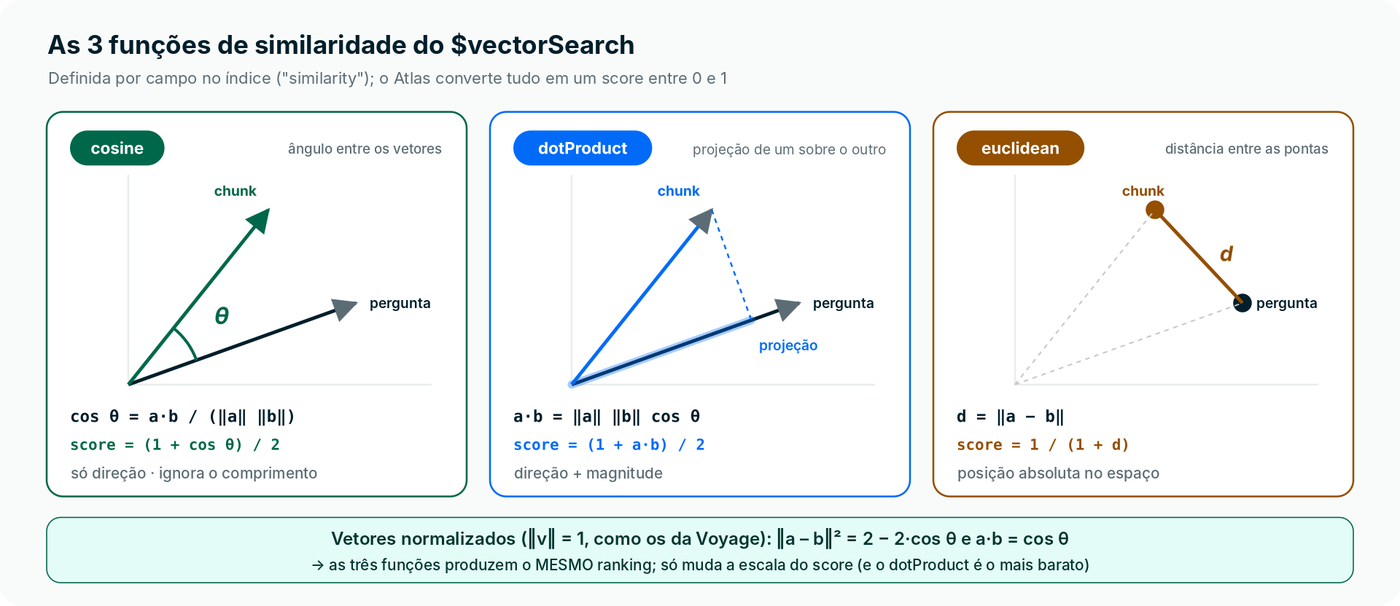 As 3 funções de similaridade do $vectorSearch
Definida por campo no índice ("similarity"); o Atlas converte tudo em um score entre 0 e 1
cosine
ângulo entre os vetores
chunk
θ
pergunta
cos θ = a·b / (‖a‖ ‖b‖)
score = (1 + cos θ) / 2
só direção · ignora o comprimento
dotProduct
projeção de um sobre o outro
chunk
pergunta
projeção
a·b = ‖a‖ ‖b‖ cos θ
score = (1 + a·b) / 2
direção + magnitude
euclidean
distância entre as pontas
chunk
d
pergunta
d = ‖a − b‖
score = 1 / (1 + d)
posição absoluta no espaço
Vetores normalizados (‖v‖ = 1, como os da Voyage): ‖a – b‖² = 2 − 2·cos θ e a·b = cos θ
→ as três funções produzem o MESMO ranking; só muda a escala do score (e o dotProduct é o mais barato)